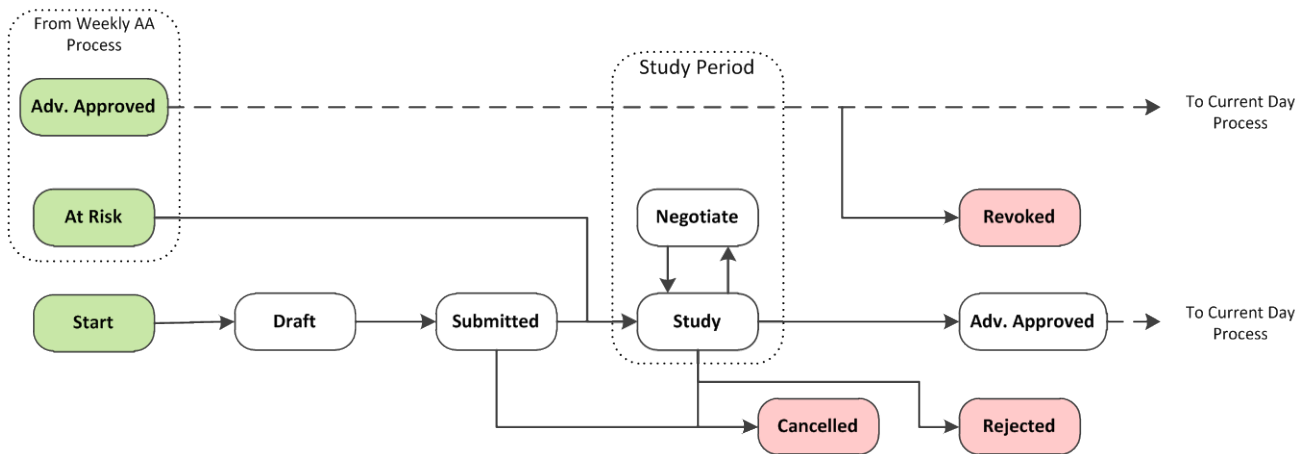 From Weekly AA
Process
Study Period
Adv. Approved
To Current Day
Process
At Risk
Negotiate
Revoked
Start
Draft
Submitted
Study
Adv. Approved
To Current Day
Process
Cancelled
Rejected